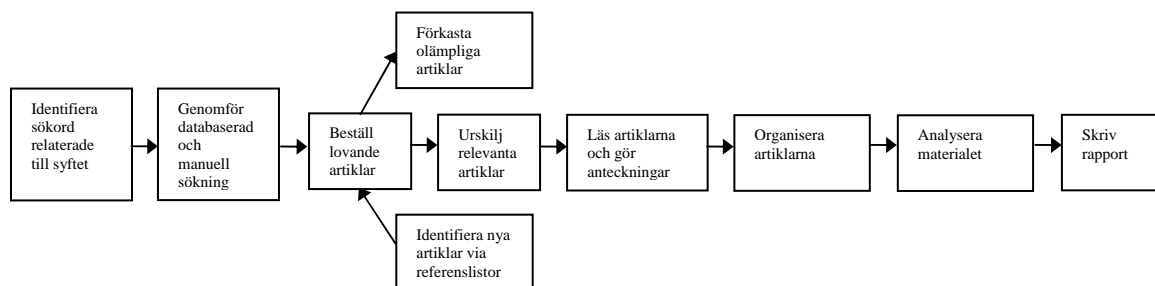 Förkasta
olämpliga
artiklar
Identifiera
sökord
relaterade
till syftet
Genomför
databaserad
och
manuell
sökning
Beställ
lovande
artiklar
Urskilj
relevanta
artiklar
Läs artiklarna
och gör
anteckningar
Organisera
artiklarna
Analysera
materialet
Skriv
rapport
Identifiera nya
artiklar via
referenslistor